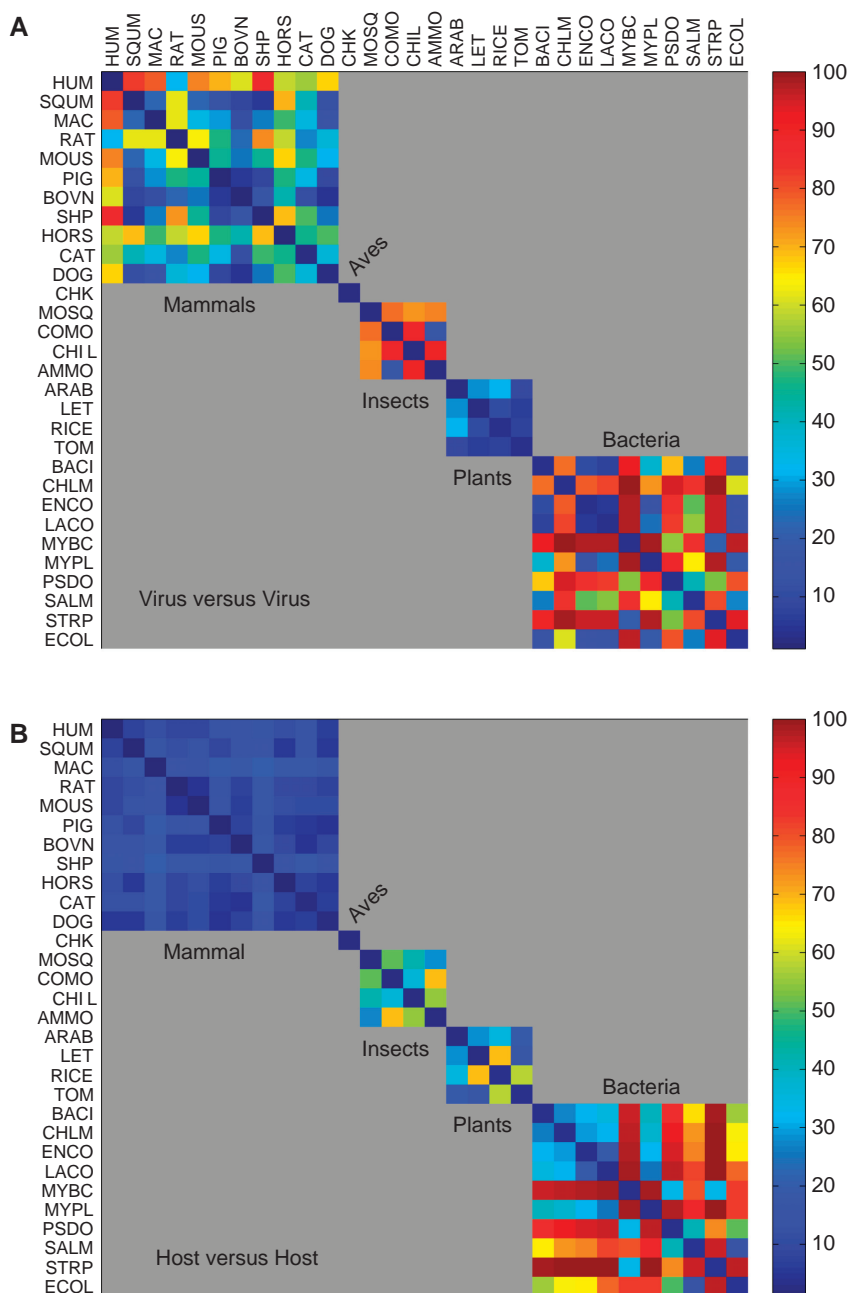 A
HUM SQUM MAC RAT MOUS PIG BOVN SHP HORS CAT DOG CHK MOSQ COMO CHIL AMMO ARAB LET RICE TOM BACI CHLM ENCO LACO MYBC MYPL PSDO SALM STRP ECOL
HUM
SQUM
MAC
RAT
MOUS
PIG
BOVN
SHP
HORS
CAT
DOG
CHK
MOSQ
COMO
CHIL
AMMO
ARAB
LET
RICE
TOM
BACI
CHLM
ENCO
LACO
MYBC
MYPL
PSDO
SALM
STRP
ECOL
Mammals
Aves
Insects
Plants
Bacteria
Virus versus Virus
100
90
80
70
60
50
40
30
20
10
B
HUM
SQUM
MAC
RAT
MOUS
PIG
BOVN
SHP
HORS
CAT
DOG
CHK
MOSQ
COMO
CHIL
AMMO
ARAB
LET
RICE
TOM
BACI
CHLM
ENCO
LACO
MYBC
MYPL
PSDO
SALM
STRP
ECOL
Mammal
Aves
Insects
Plants
Bacteria
Host versus Host
100
90
80
70
60
50
40
30
20
10